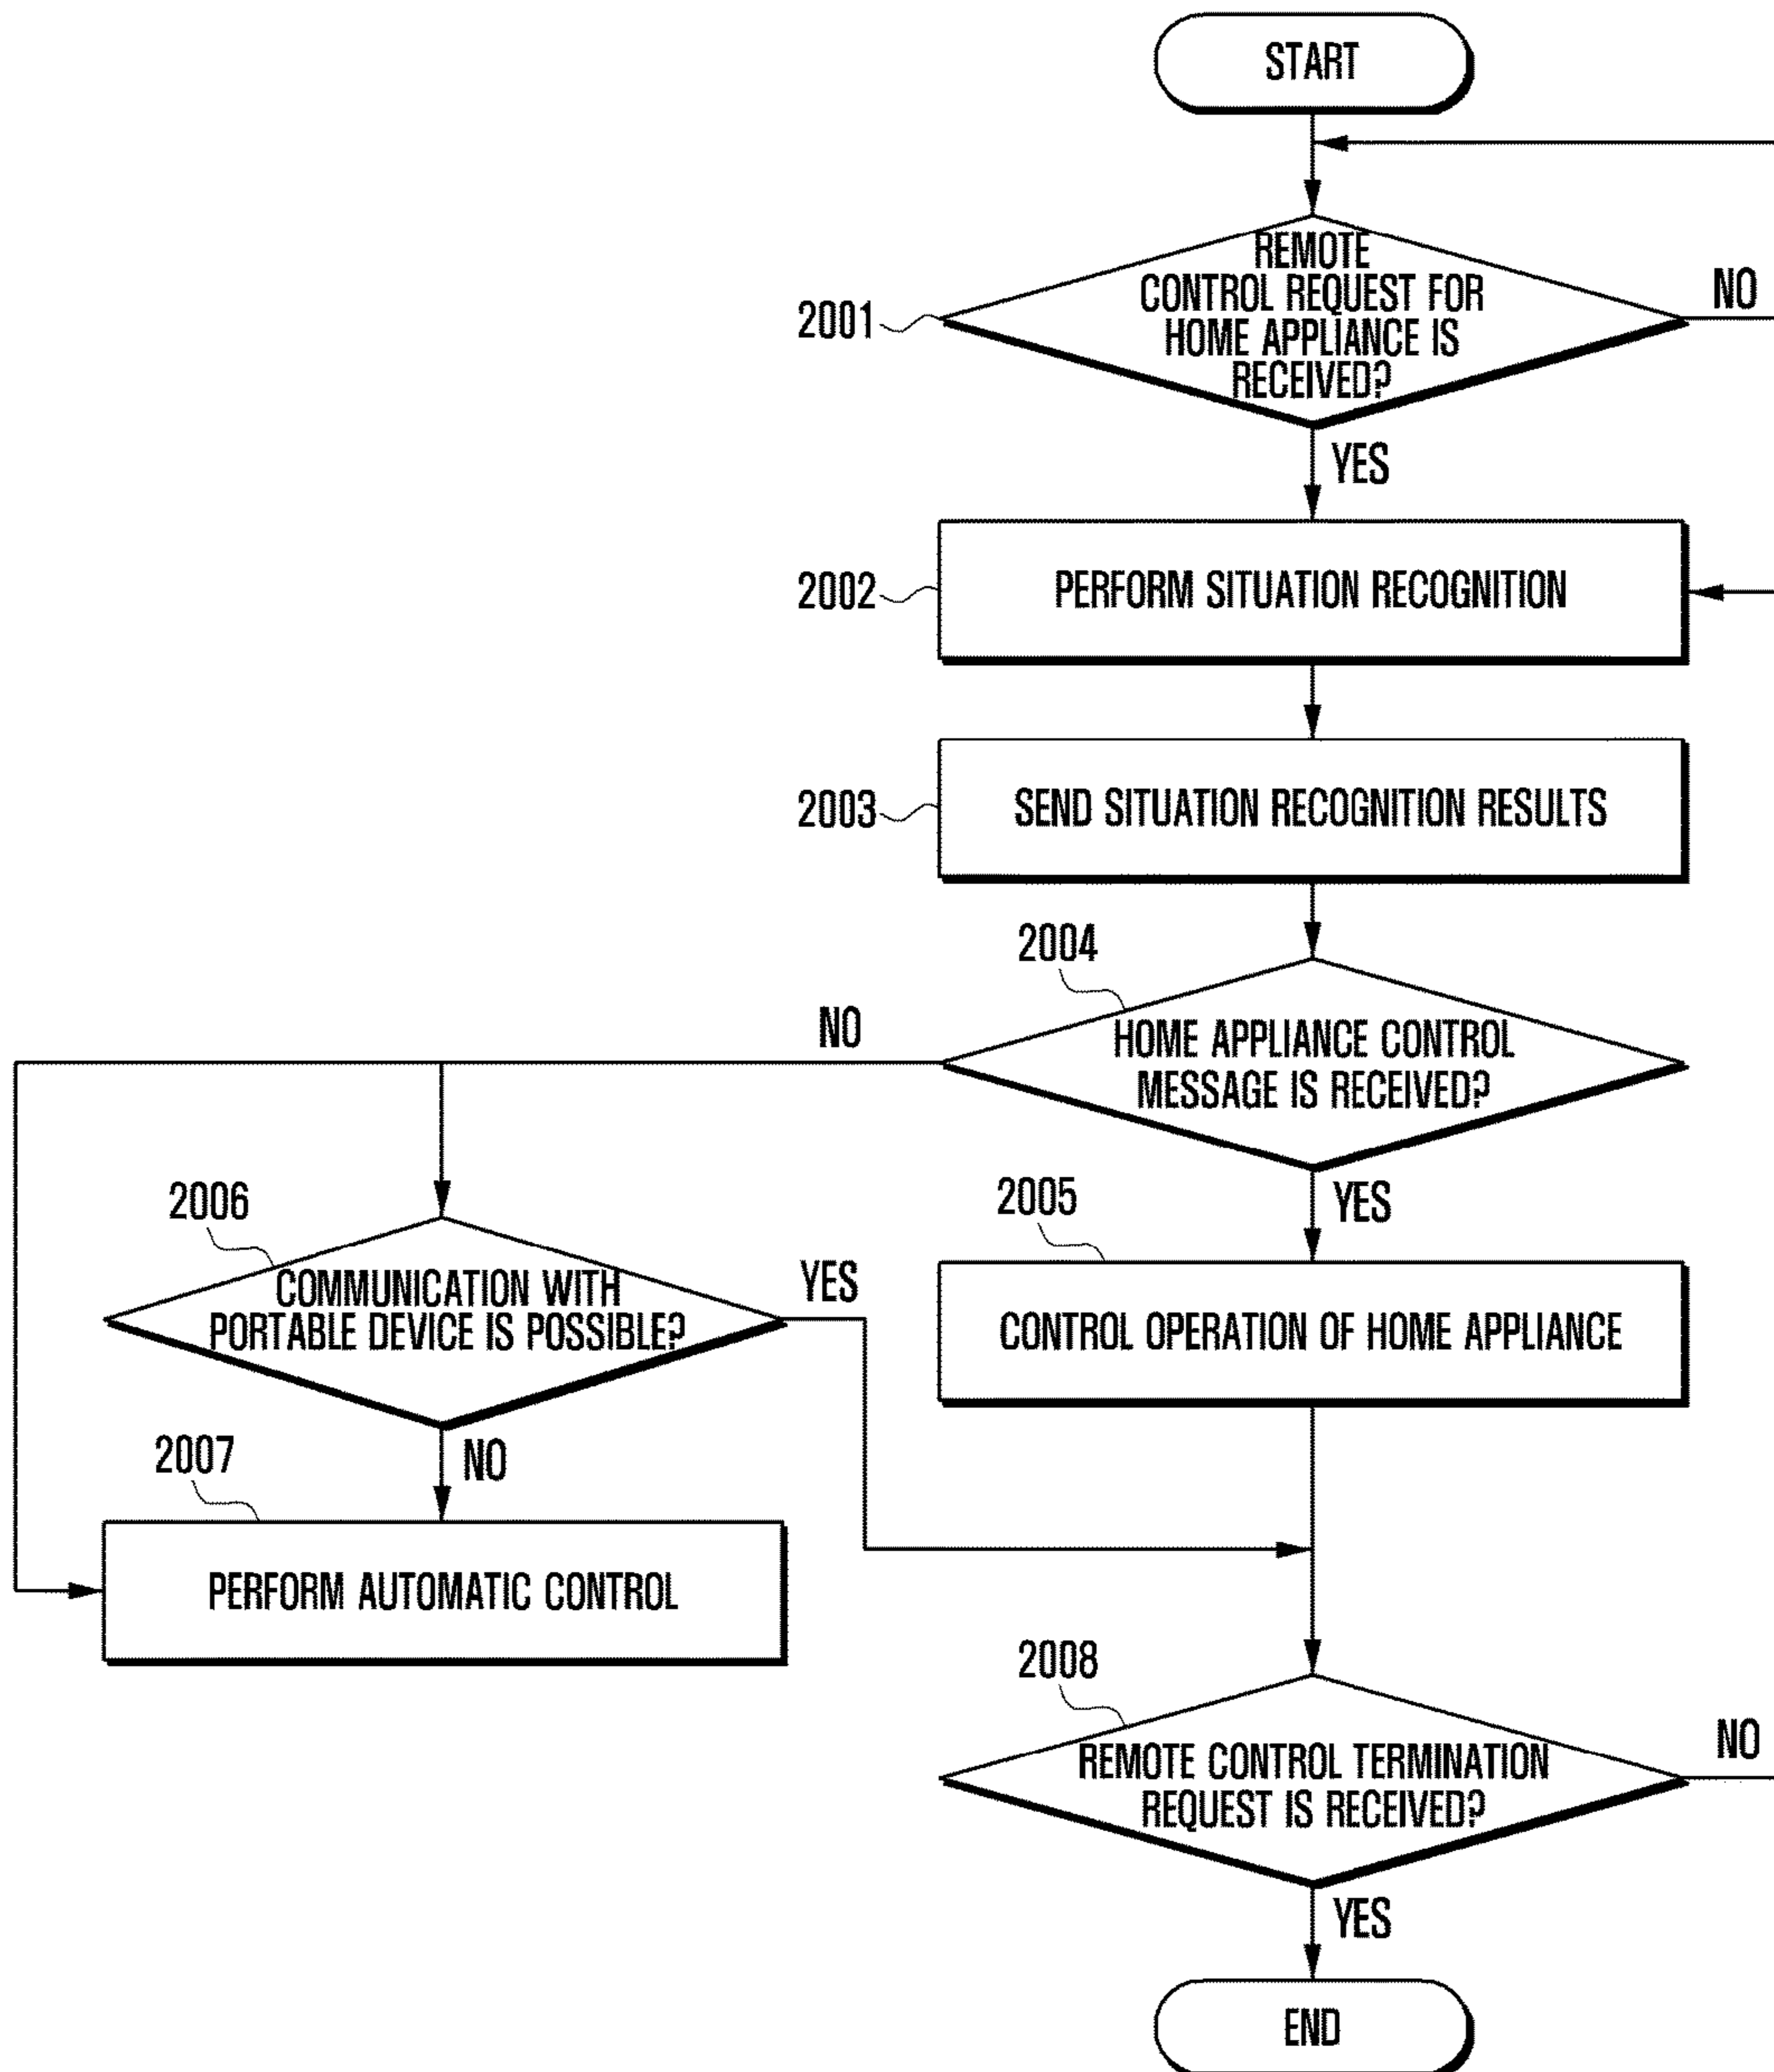 START
REMOTE
CONTROL REQUEST FOR
HOME APPLIANCE IS
RECEIVED?
NO
2001
YES
2002
PERFORM SITUATION RECOGNITION
2003
SEND SITUATION RECOGNITION RESULTS
2004
NO
HOME APPLIANCE CONTROL
MESSAGE IS RECEIVED?
YES
2006
COMMUNICATION WITH
PORTABLE DEVICE IS POSSIBLE?
YES
2005
CONTROL OPERATION OF HOME APPLIANCE
NO
2007
PERFORM AUTOMATIC CONTROL
2008
REMOTE CONTROL TERMINATION
REQUEST IS RECEIVED?
NO
YES
END